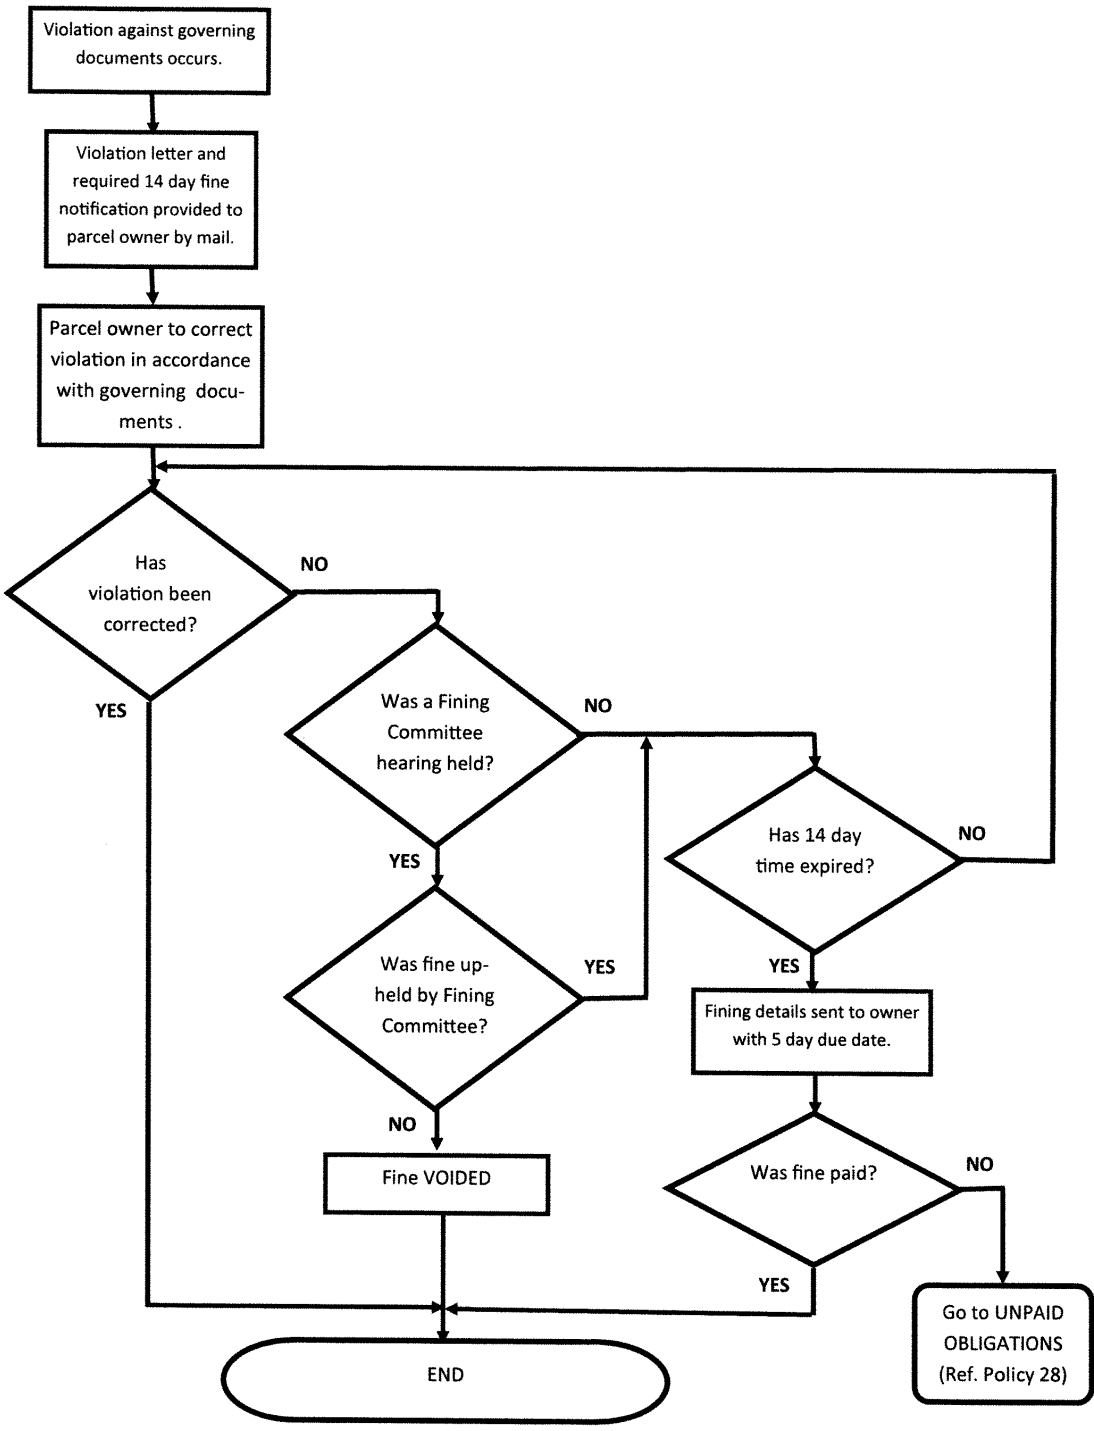 Violation against governing
documents occurs.
Violation letter and
required 14 day fine
notification provided to
parcel owner by mail.
Parcel owner to correct
violation in accordance
with governing docu-
ments .
Has
violation been
corrected?
NO
YES
Was a Fining
Committee
hearing held?
NO
YES
Has 14 day
time expired?
NO
YES
Was fine up-
held by Fining
Committee?
YES
NO
Fining details sent to owner
with 5 day due date.
Fine VOIDED
Was fine paid?
NO
YES
Go to UNPAID
OBLIGATIONS
(Ref. Policy 28)
END